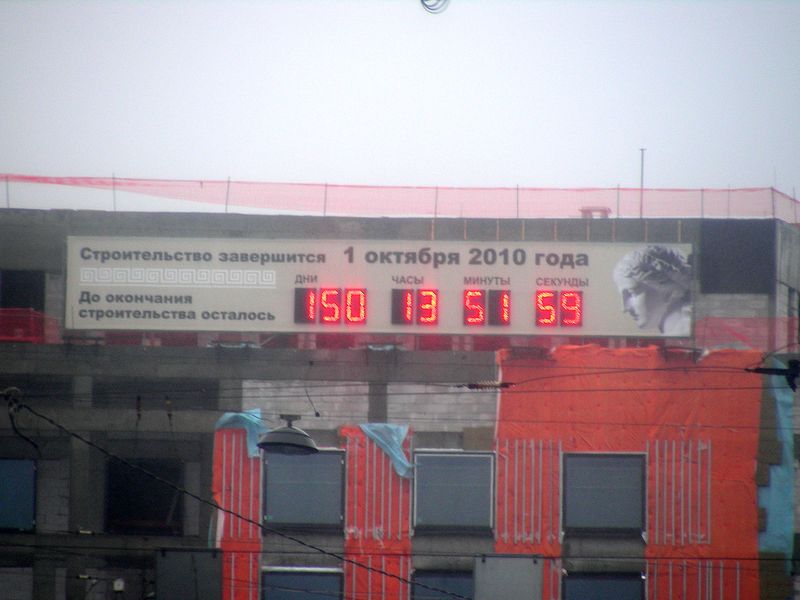 Строительство завершится 1 октября 2010 года
ДНИ ЧАСЫ МИНУТЫ СЕКУНДЫ
До окончания
строительства осталось
150 13 51 59